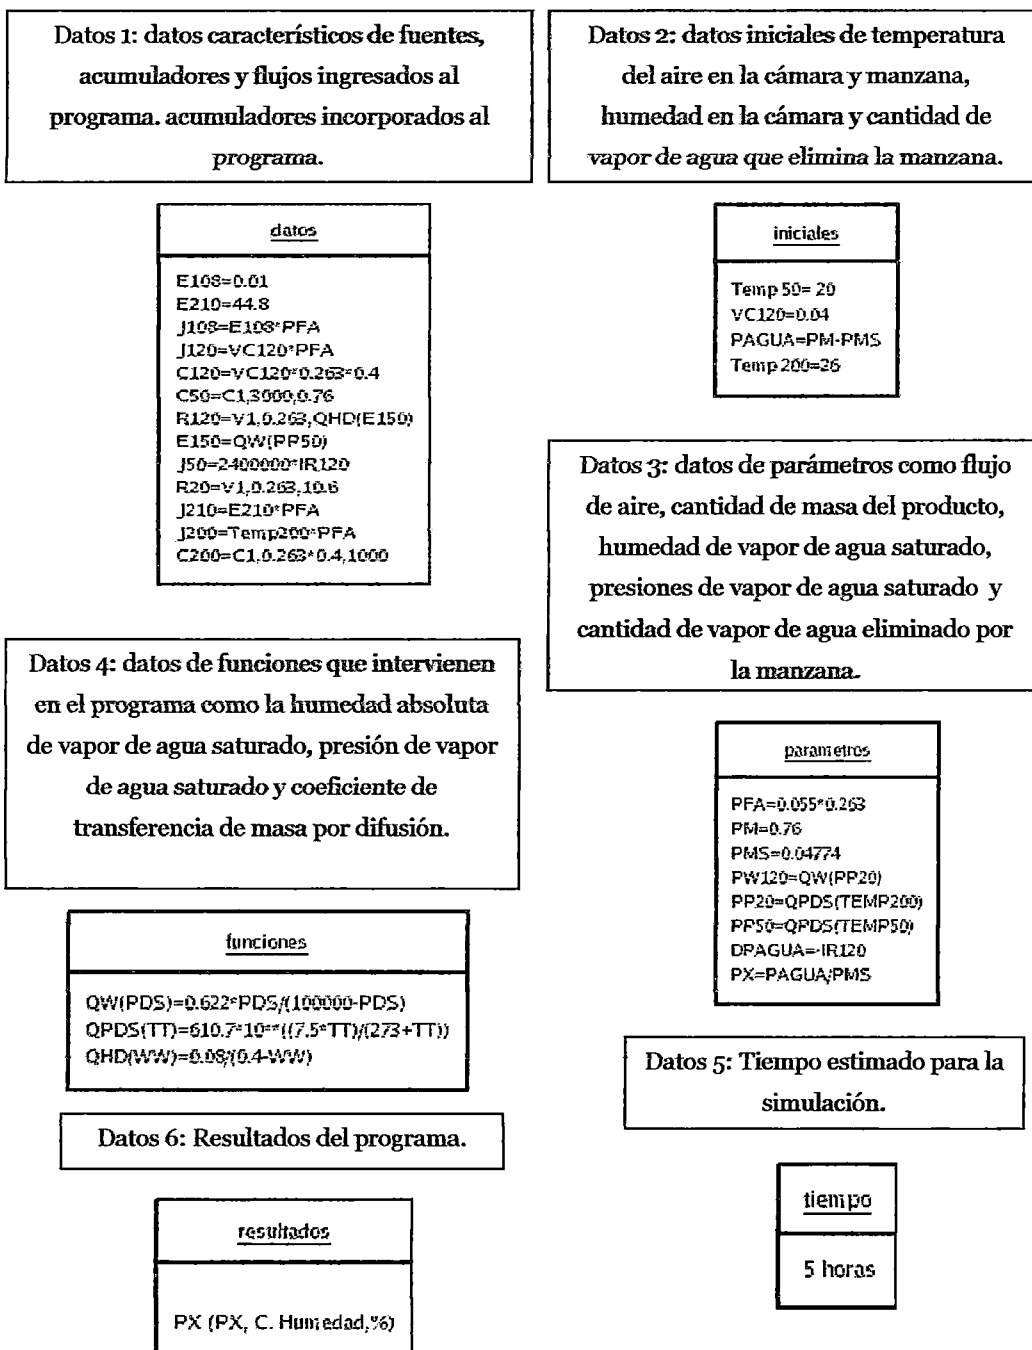 Datos 1: datos característicos de fuentes,
acumuladores y flujos ingresados al
programa. acumuladores incorporados al
programa.
datos
E108=0.01
E210=44.8
J108=E108*PFA
J120=VC120*PFA
C120=VC120*0.263*0.4
C50=C1,3000,0.76
R120=V1,0.263,QHD(E150)
E150=QW(PP50)
J50=2400000*IR120
R20=V1,0.263,10.6
J210=E210*PFA
J200=Temp200*PFA
C200=C1,0.263*0.4,1000
Datos 2: datos iniciales de temperatura
del aire en la cámara y manzana,
humedad en la cámara y cantidad de
vapor de agua que elimina la manzana.
iniciales
Temp 50= 20
VC120=0.04
PAGUA=PM-PMS
Temp 200=26
Datos 3: datos de parámetros como flujo
de aire, cantidad de masa del producto,
humedad de vapor de agua saturado,
presiones de vapor de agua saturado y
cantidad de vapor de agua eliminado por
la manzana.
parametros
PFA=0.055*0.263
PM=0.76
PMS=0.04774
PW120=QW(PP20)
PP20=QPDS(TEMP200)
PP50=QPDS(TEMP50)
DPAGUA=-IR120
PX=PAGUA/PMS
Datos 4: datos de funciones que intervienen
en el programa como la humedad absoluta
de vapor de agua saturado, presión de vapor
de agua saturado y coeficiente de
transferencia de masa por difusión.
funciones
QW(PDS)=0.622*PDS/(100000-PDS)
QPDS(TT)=610.7*10**((7.5*TT)/(273+TT))
QHD(WW)=0.08/(0.4-WW)
Datos 5: Tiempo estimado para la
simulación.
tiempo
5 horas
Datos 6: Resultados del programa.
resultados
PX (PX, C. Humedad,%)